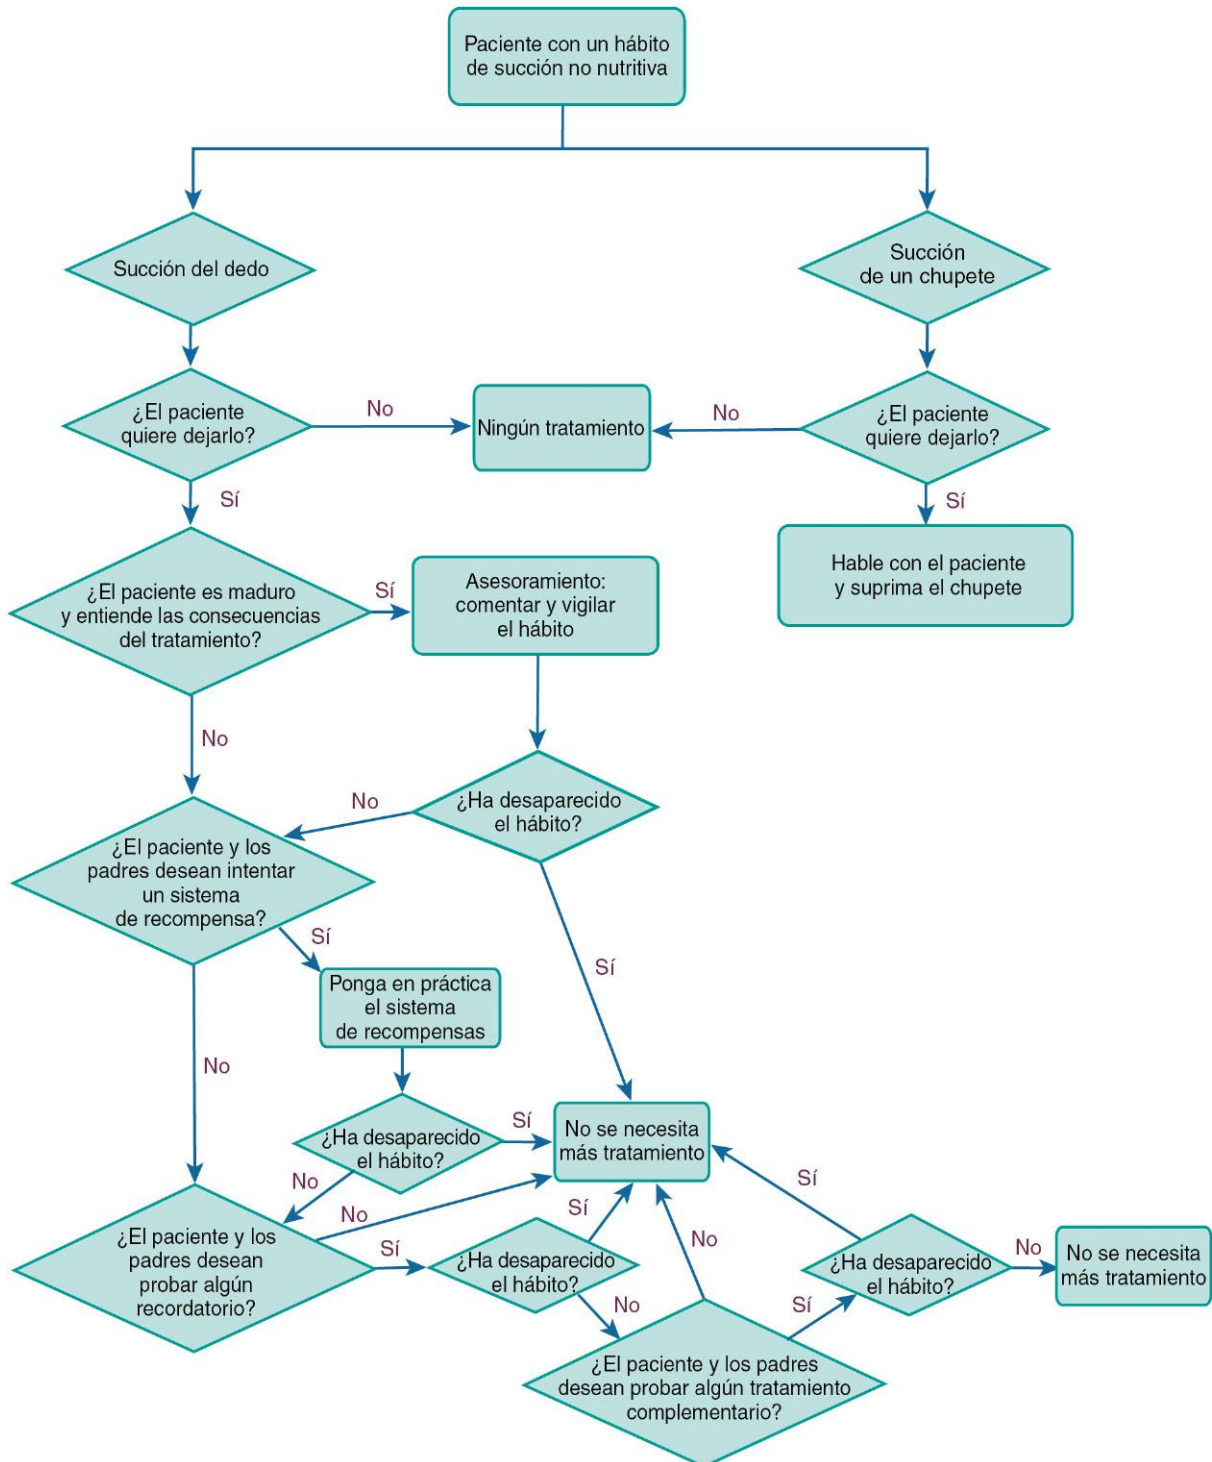 Paciente con un hábito
de succión no nutritiva
Succión del dedo
Succión
de un chupete
¿El paciente
quiere dejarlo?
No
Ningún tratamiento
No
¿El paciente
quiere dejarlo?
Sí
Sí
¿El paciente es maduro
y entiende las consecuencias
del tratamiento?
Sí
Asesoramiento:
comentar y vigilar
el hábito
Hable con el paciente
y suprima el chupete
No
No
¿Ha desaparecido
el hábito?
¿El paciente y los
padres desean intentar
un sistema
de recompensa?
Sí
Sí
Ponga en práctica
el sistema
de recompensas
No
¿Ha desaparecido
el hábito?
Sí
No se necesita
más tratamiento
No
No
Sí
Sí
¿El paciente y los
padres desean
probar algún
recordatorio?
Sí
¿Ha desaparecido
el hábito?
No
No
Sí
¿Ha desaparecido
el hábito?
No
No se necesita
más tratamiento
¿El paciente y los padres
desean probar algún tratamiento
complementario?